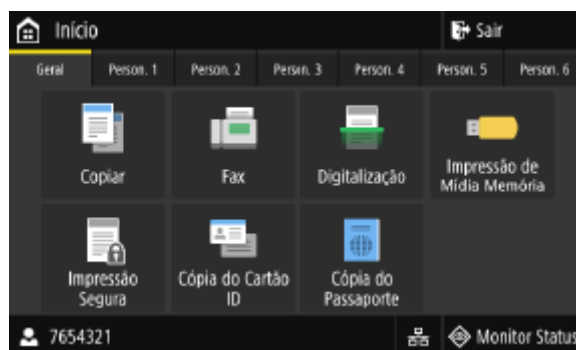 Início
Sair
Geral
Person. 1
Person. 2
Person. 3
Person. 4
Person. 5
Person. 6
Copiar
Fax
Digitalização
Impressão de
Mídia Memória
Impressão
Segura
Cópia do Cartão
ID
Cópia do
Passaporte
7654321
Monitor Status